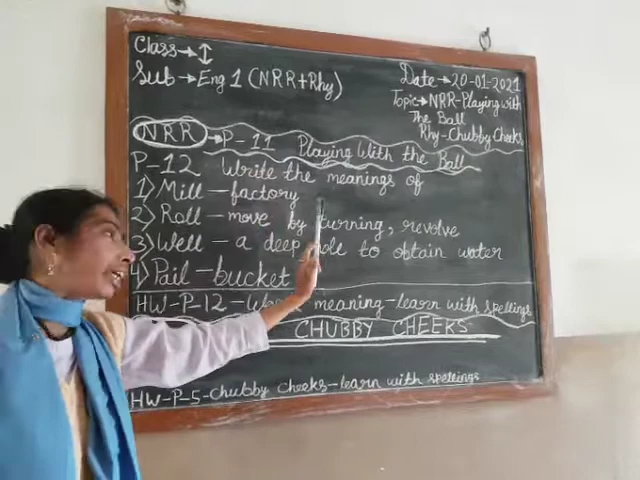 Class→I
Sub→Eng 1 (NRR+Rhy)
Date→20-01-2021
Topic→NRR-Playing with
The Ball
Rhy-Chubby Cheeks
NRR→P-11 Playing With the Ball
P-12 Write the meanings of
1) Mill – factory
2) Roll – move by turning, revolve
3) Well – a deep hole to obtain water
4) Pail – bucket
HW-P-12 – Word meaning – learn with spellings
CHUBBY CHEEKS
HW-P-5-Chubby cheeks-learn with spellings